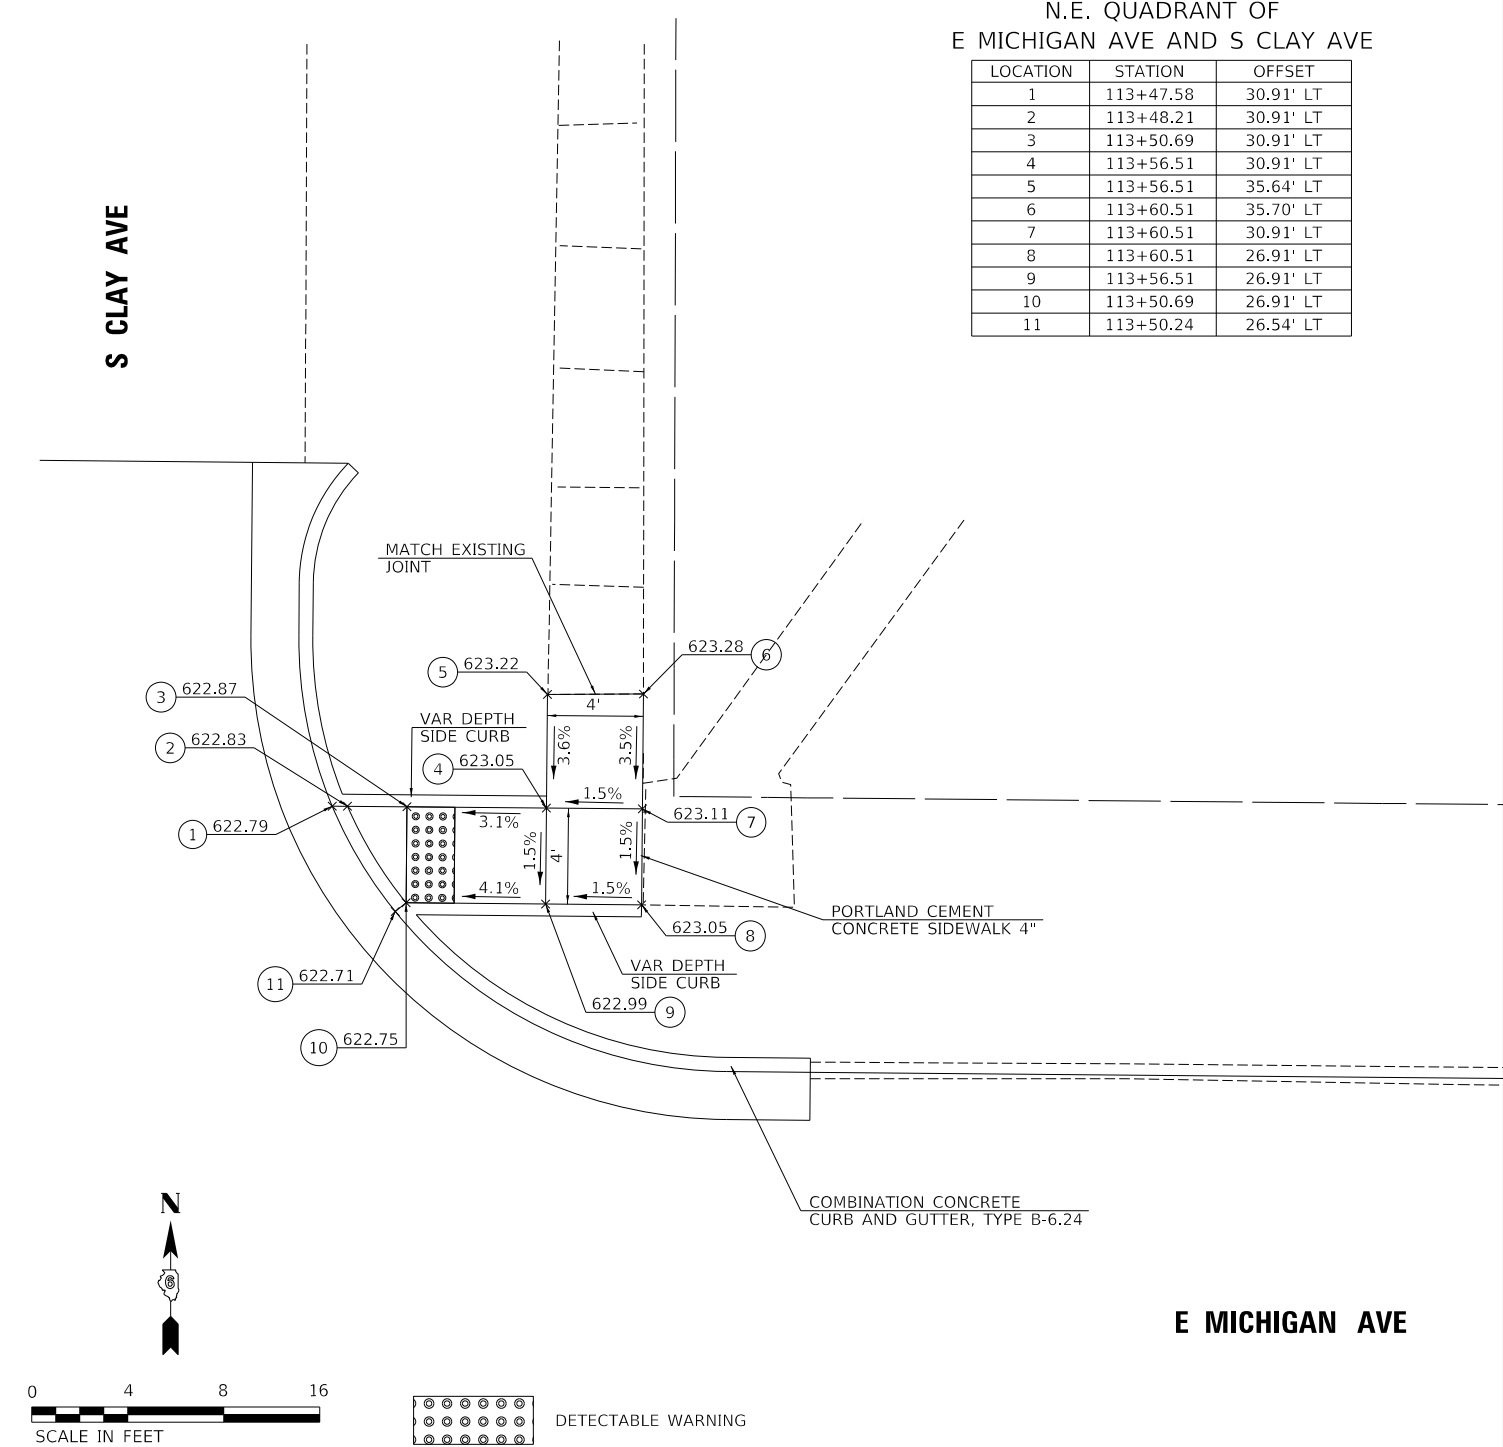 N.E. QUADRANT OF
E MICHIGAN AVE AND S CLAY AVE
LOCATION STATION OFFSET
1 113+47.58 30.91' LT
2 113+48.21 30.91' LT
3 113+50.69 30.91' LT
4 113+56.51 30.91' LT
5 113+56.51 35.64' LT
6 113+60.51 35.70' LT
7 113+60.51 30.91' LT
8 113+60.51 26.91' LT
9 113+56.51 26.91' LT
10 113+50.69 26.91' LT
11 113+50.24 26.54' LT
S CLAY AVE
MATCH EXISTING
JOINT
5 623.22
623.28 6
3 622.87
4'
VAR DEPTH
SIDE CURB
2 622.83
3.6%
3.5%
4 623.05
1.5%
1 622.79
3.1%
623.11 7
1.5%
4'
1.5%
4.1%
1.5%
PORTLAND CEMENT
CONCRETE SIDEWALK 4"
623.05 8
VAR DEPTH
SIDE CURB
11 622.71
622.99 9
10 622.75
COMBINATION CONCRETE
CURB AND GUTTER, TYPE B-6.24
N
6
E MICHIGAN AVE
0 4 8 16
SCALE IN FEET
DETECTABLE WARNING